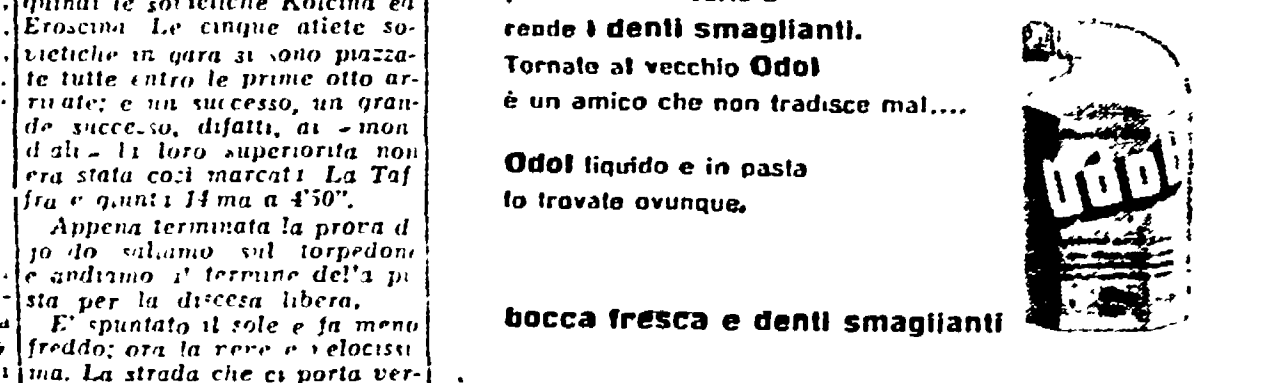 quindi le sovietiche Kolcina ed
Eroscina Le cinque atlete so-
vietiche in gara si sono piazza-
te tutte entro le prime otto ar-
rivate; e un successo, un gran-
de successo, difatti, ai - mon
diali - la loro superiorita non
era stata così marcata La Taf
fra e giunta 14 ma a 4'50".
Appena terminata la prova d
fondo saliamo sul torpedone
e andiamo al termine della pi
sta per la discesa libera.
E' spuntato il sole e fa meno
freddo; ora la neve e velocissi
ma. La strada che ci porta ver-
rende i denti smaglianti.
Tornate al vecchio Odol
è un amico che non tradisce mai....
Odol liquido e in pasta
lo trovate ovunque.
bocca fresca e denti smaglianti
Odol